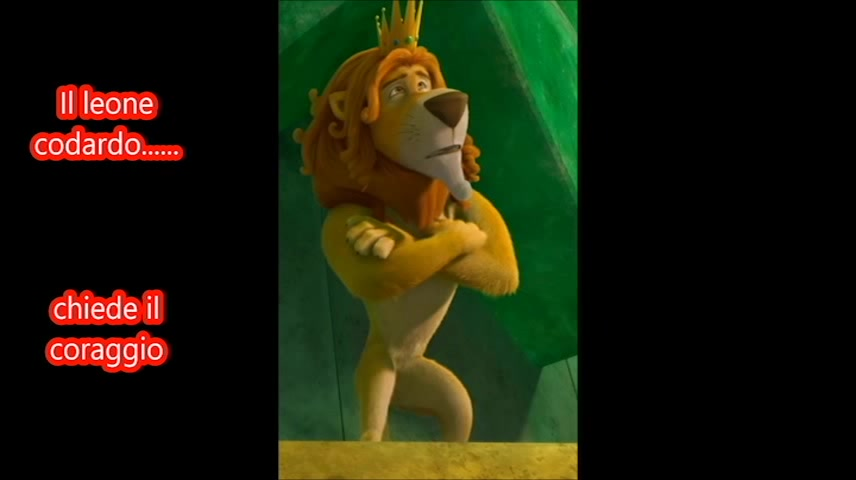 Il leone
codardo......
chiede il
coraggio